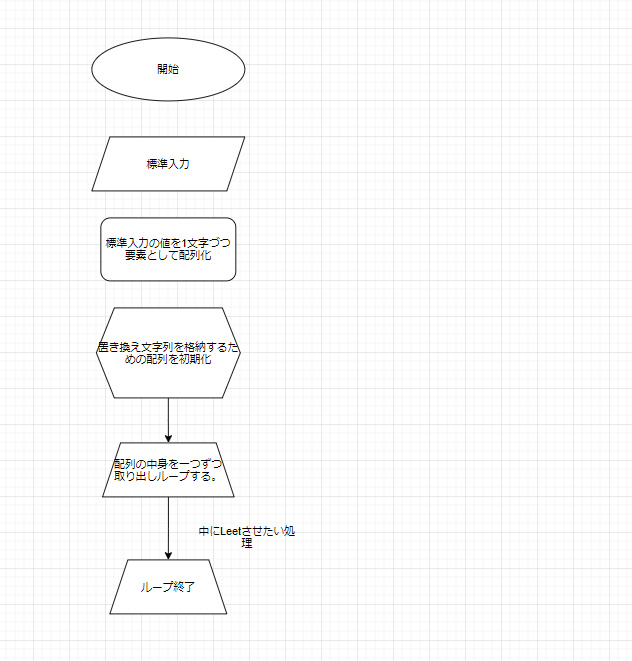 開始
標準入力
標準入力の値を1文字づつ
要素として配列化
置き換え文字列を格納するた
めの配列を初期化
配列の中身を一つずつ
取り出しループする。
中にLeetさせたい処
理
ループ終了